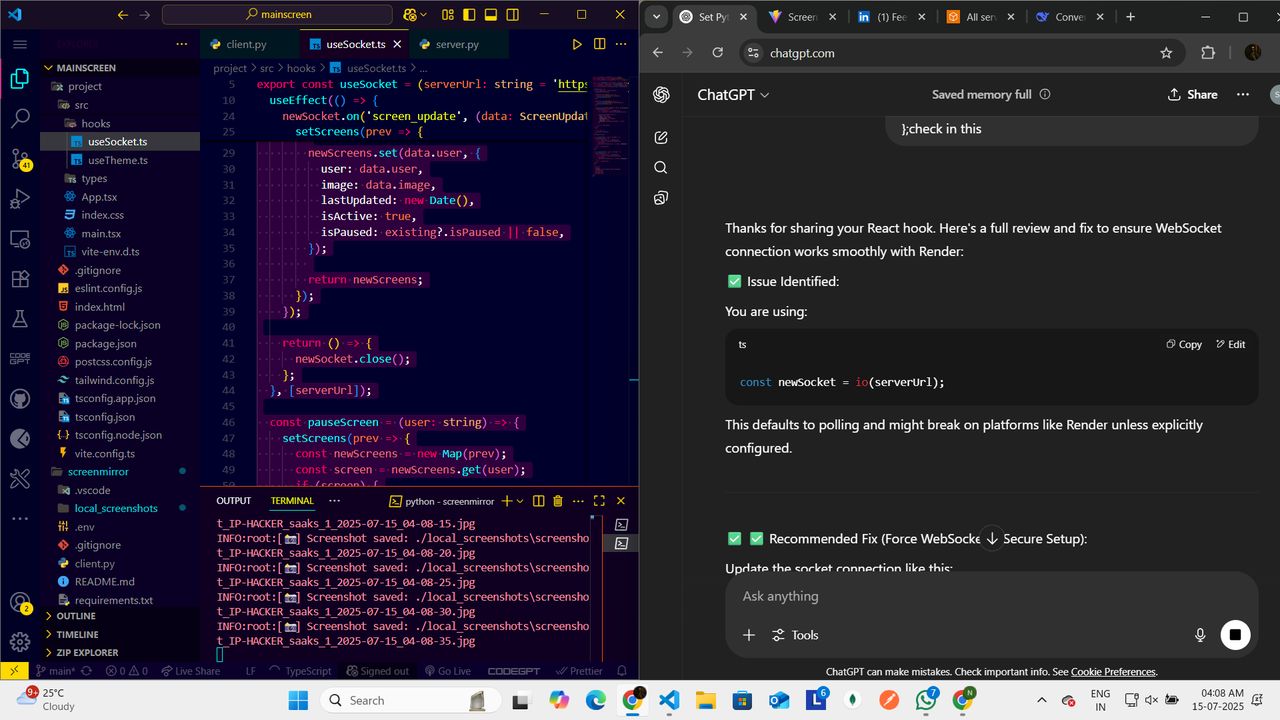 mainscreen
EXPLORER
MAINSCREEN
project
src
hooks
useSocket.ts
useTheme.ts
types
App.tsx
index.css
main.tsx
vite-env.d.ts
.gitignore
eslint.config.js
index.html
package-lock.json
package.json
postcss.config.js
tailwind.config.js
tsconfig.app.json
tsconfig.json
tsconfig.node.json
vite.config.ts
screenmirror
.vscode
local_screenshots
.env
.gitignore
client.py
README.md
requirements.txt
OUTLINE
TIMELINE
ZIP EXPLORER
41
CODEGPT
2
client.py
useSocket.ts
server.py
project > src > hooks > useSocket.ts > ...
5 export const useSocket = (serverUrl: string = 'https
10 useEffect(() => {
24 newSocket.on('screen_update', (data: ScreenUpdat
25 setScreens(prev => {
29 newScreens.set(data.user, {
30 user: data.user,
31 image: data.image,
32 lastUpdated: new Date(),
33 isActive: true,
34 isPaused: existing?.isPaused || false,
35 });
36
37 return newScreens;
38 });
39 });
40
41 return () => {
42 newSocket.close();
43 };
44 }, [serverUrl]);
45
46 const pauseScreen = (user: string) => {
47 setScreens(prev => {
48 const newScreens = new Map(prev);
49 const screen = newScreens.get(user);
50 if (screen) {
OUTPUT
TERMINAL
python - screenmirror
t_IP-HACKER_saaks_1_2025-07-15_04-08-15.jpg
INFO:root:[📷] Screenshot saved: ./local_screenshots\screensho
t_IP-HACKER_saaks_1_2025-07-15_04-08-20.jpg
INFO:root:[📷] Screenshot saved: ./local_screenshots\screensho
t_IP-HACKER_saaks_1_2025-07-15_04-08-25.jpg
INFO:root:[📷] Screenshot saved: ./local_screenshots\screensho
t_IP-HACKER_saaks_1_2025-07-15_04-08-30.jpg
INFO:root:[📷] Screenshot saved: ./local_screenshots\screensho
t_IP-HACKER_saaks_1_2025-07-15_04-08-35.jpg
main* 0 0 Live Share LF TypeScript Signed out Go Live CODEGPT Prettier
Set Pyt
Screen
(1) Fee
All serv
Conver
chatgpt.com
ChatGPT
Saved memory full
Share
S
};check in this
Thanks for sharing your React hook. Here's a full review and fix to ensure WebSocket
connection works smoothly with Render:
✅ Issue Identified:
You are using:
ts
Copy
Edit
const newSocket = io(serverUrl);
This defaults to polling and might break on platforms like Render unless explicitly
configured.
✅ ✅ Recommended Fix (Force WebSocke Secure Setup):
Update the socket connection like this:
Ask anything
Tools
ChatGPT can make mistakes. Check important info. See Cookie Preferences.
9+
25°C
Cloudy
Search
L
6
7
N
ENG
IN
04:08 AM
15-07-2025